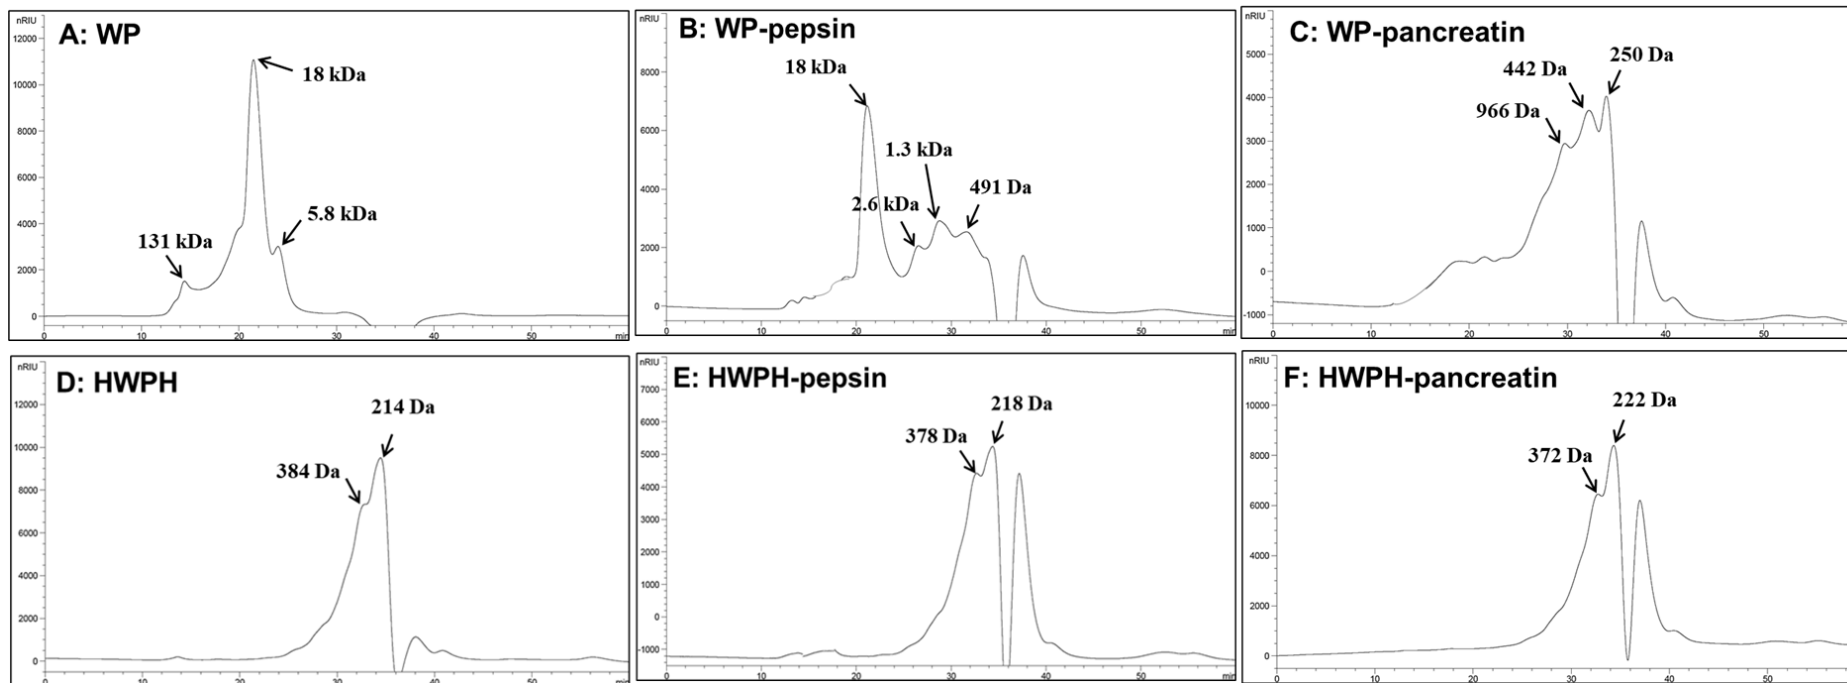 A: WP
nRIU
12000
10000
8000
6000
4000
2000
0
131 kDa
18 kDa
5.8 kDa
0
10
20
30
40
50
min
B: WP-pepsin
nRIU
8000
6000
4000
2000
0
18 kDa
1.3 kDa
2.6 kDa
491 Da
0
10
20
30
40
50
min
C: WP-pancreatin
nRIU
5000
4000
3000
2000
1000
0
-1000
966 Da
442 Da
250 Da
0
10
20
30
40
50
D: HWPH
nRIU
12000
10000
8000
6000
4000
2000
0
384 Da
214 Da
0
10
20
30
40
50
min
E: HWPH-pepsin
nRIU
7000
6000
5000
4000
3000
2000
1000
0
-1000
378 Da
218 Da
0
10
20
30
40
50
min
F: HWPH-pancreatin
nRIU
10000
8000
6000
4000
2000
0
372 Da
222 Da
0
10
20
30
40
50